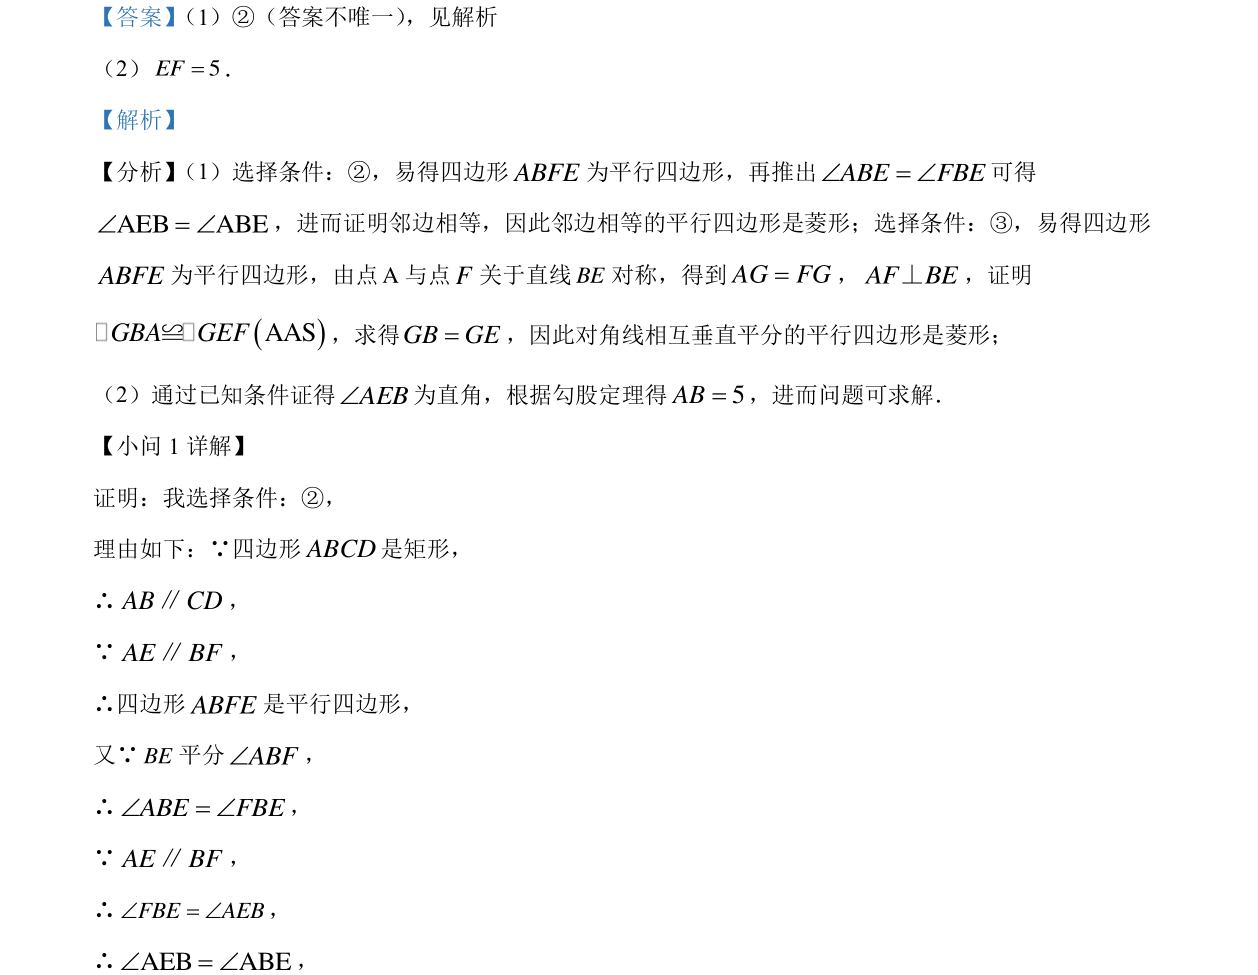 【答案】（1）②（答案不唯一），见解析
（2）EF=5．
【解析】
【分析】（1）选择条件：②，易得四边形 ABFE 为平行四边形，再推出∠ABE=∠FBE 可得
∠AEB=∠ABE，进而证明邻边相等，因此邻边相等的平行四边形是菱形；选择条件：③，易得四边形
ABFE 为平行四边形，由点 A 与点 F 关于直线 BE 对称，得到 AG=FG，AF⊥BE，证明
□GBA≌□GEF(AAS)，求得 GB=GE，因此对角线相互垂直平分的平行四边形是菱形；
（2）通过已知条件证得∠AEB 为直角，根据勾股定理得 AB=5，进而问题可求解．
【小问 1 详解】
证明：我选择条件：②，
理由如下：∵四边形 ABCD 是矩形，
∴AB∥CD，
∵AE∥BF，
∴四边形 ABFE 是平行四边形，
又∵BE 平分∠ABF，
∴∠ABE=∠FBE，
∵AE∥BF，
∴∠FBE=∠AEB，
∴∠AEB=∠ABE，